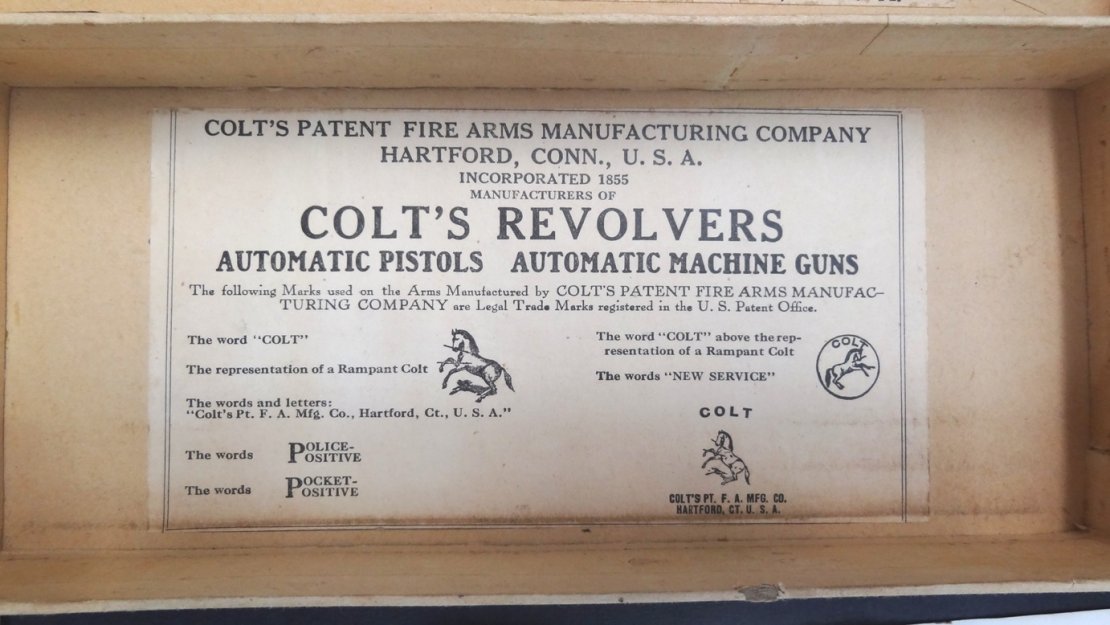 COLT'S PATENT FIRE ARMS MANUFACTURING COMPANY
HARTFORD, CONN., U. S. A.
INCORPORATED 1855
MANUFACTURERS OF
COLT'S REVOLVERS
AUTOMATIC PISTOLS AUTOMATIC MACHINE GUNS
The following Marks used on the Arms Manufactured by COLT'S PATENT FIRE ARMS MANUFAC-
TURING COMPANY are Legal Trade Marks registered in the U. S. Patent Office.
The word "COLT"
The representation of a Rampant Colt
The words and letters:
"Colt's Pt. F. A. Mfg. Co., Hartford, Ct., U. S. A."
The words POLICE-
POSITIVE
The words POCKET-
POSITIVE
The word "COLT" above the rep-
resentation of a Rampant Colt
COLT
The words "NEW SERVICE"
COLT
COLT'S PT. F. A. MFG. CO.
HARTFORD, CT. U. S. A.